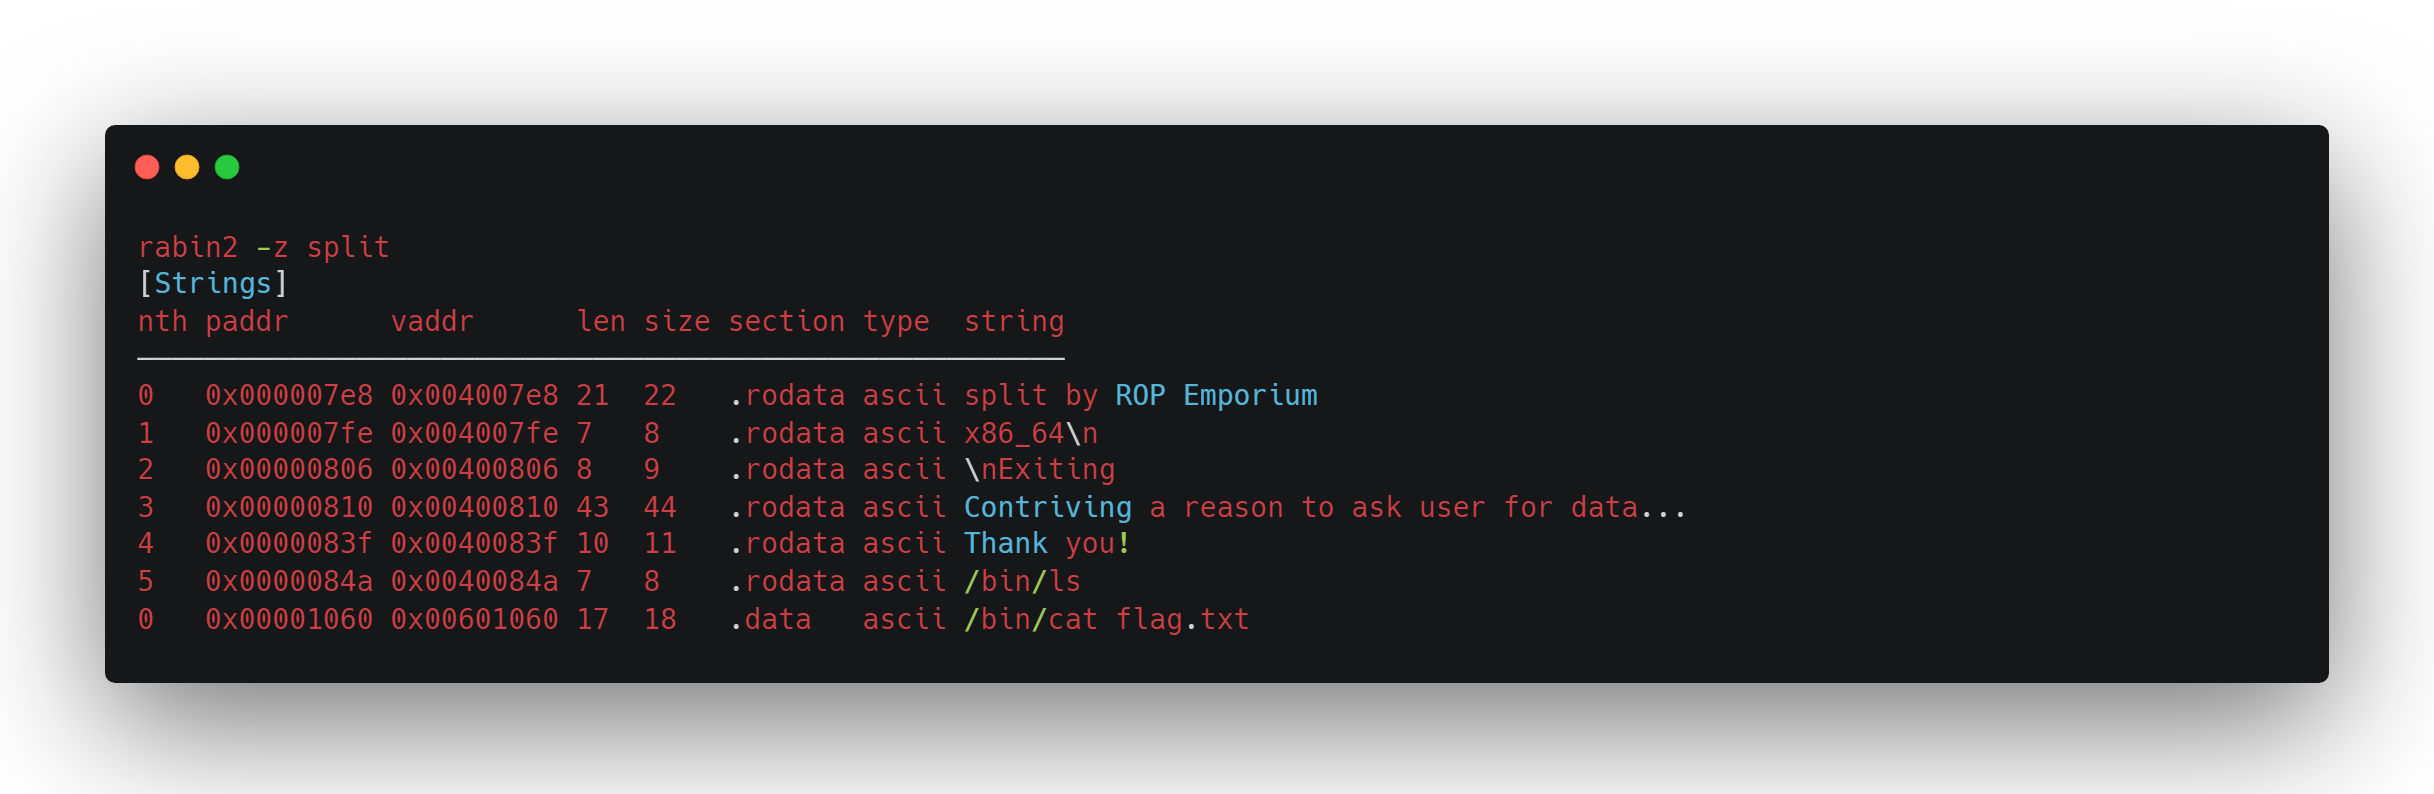 rabin2 -z split
[Strings]
nth paddr      vaddr      len size section type  string
―――――――――――――――――――――――――――――――――――――――――――――――――――――――
0   0x000007e8 0x004007e8 21  22   .rodata ascii split by ROP Emporium
1   0x000007fe 0x004007fe 7   8    .rodata ascii x86_64\n
2   0x00000806 0x00400806 8   9    .rodata ascii \nExiting
3   0x00000810 0x00400810 43  44   .rodata ascii Contriving a reason to ask user for data...
4   0x0000083f 0x0040083f 10  11   .rodata ascii Thank you!
5   0x0000084a 0x0040084a 7   8    .rodata ascii /bin/ls
0   0x00001060 0x00601060 17  18   .data   ascii /bin/cat flag.txt